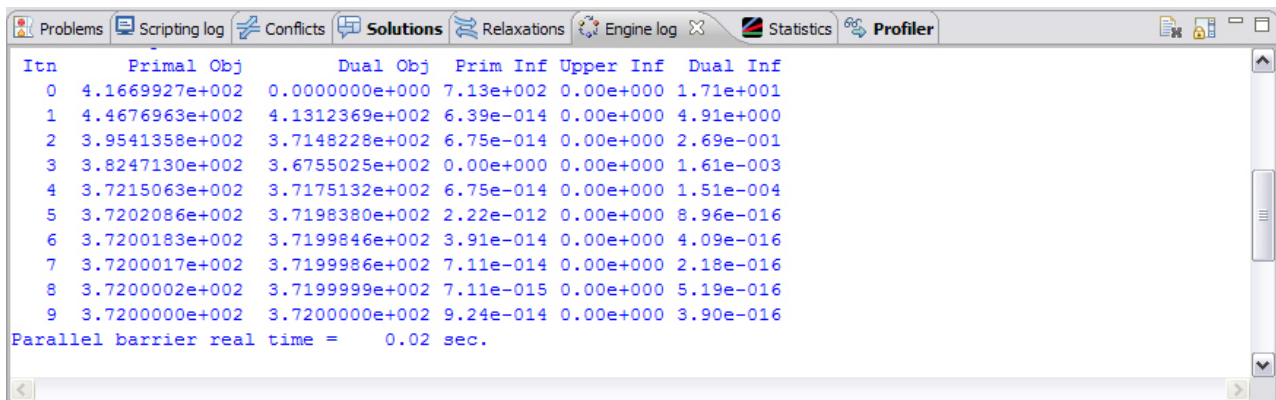 Problems Scripting log Conflicts Solutions Relaxations Engine log Statistics Profiler
Itn Primal Obj Dual Obj Prim Inf Upper Inf Dual Inf
0 4.1669927e+002 0.0000000e+000 7.13e+002 0.00e+000 1.71e+001
1 4.4676963e+002 4.1312369e+002 6.39e-014 0.00e+000 4.91e+000
2 3.9541358e+002 3.7148228e+002 6.75e-014 0.00e+000 2.69e-001
3 3.8247130e+002 3.6755025e+002 0.00e+000 0.00e+000 1.61e-003
4 3.7215063e+002 3.7175132e+002 6.75e-014 0.00e+000 1.51e-004
5 3.7202086e+002 3.7198380e+002 2.22e-012 0.00e+000 8.96e-016
6 3.7200183e+002 3.7199846e+002 3.91e-014 0.00e+000 4.09e-016
7 3.7200017e+002 3.7199986e+002 7.11e-014 0.00e+000 2.18e-016
8 3.7200002e+002 3.7199999e+002 7.11e-015 0.00e+000 5.19e-016
9 3.7200000e+002 3.7200000e+002 9.24e-014 0.00e+000 3.90e-016
Parallel barrier real time = 0.02 sec.